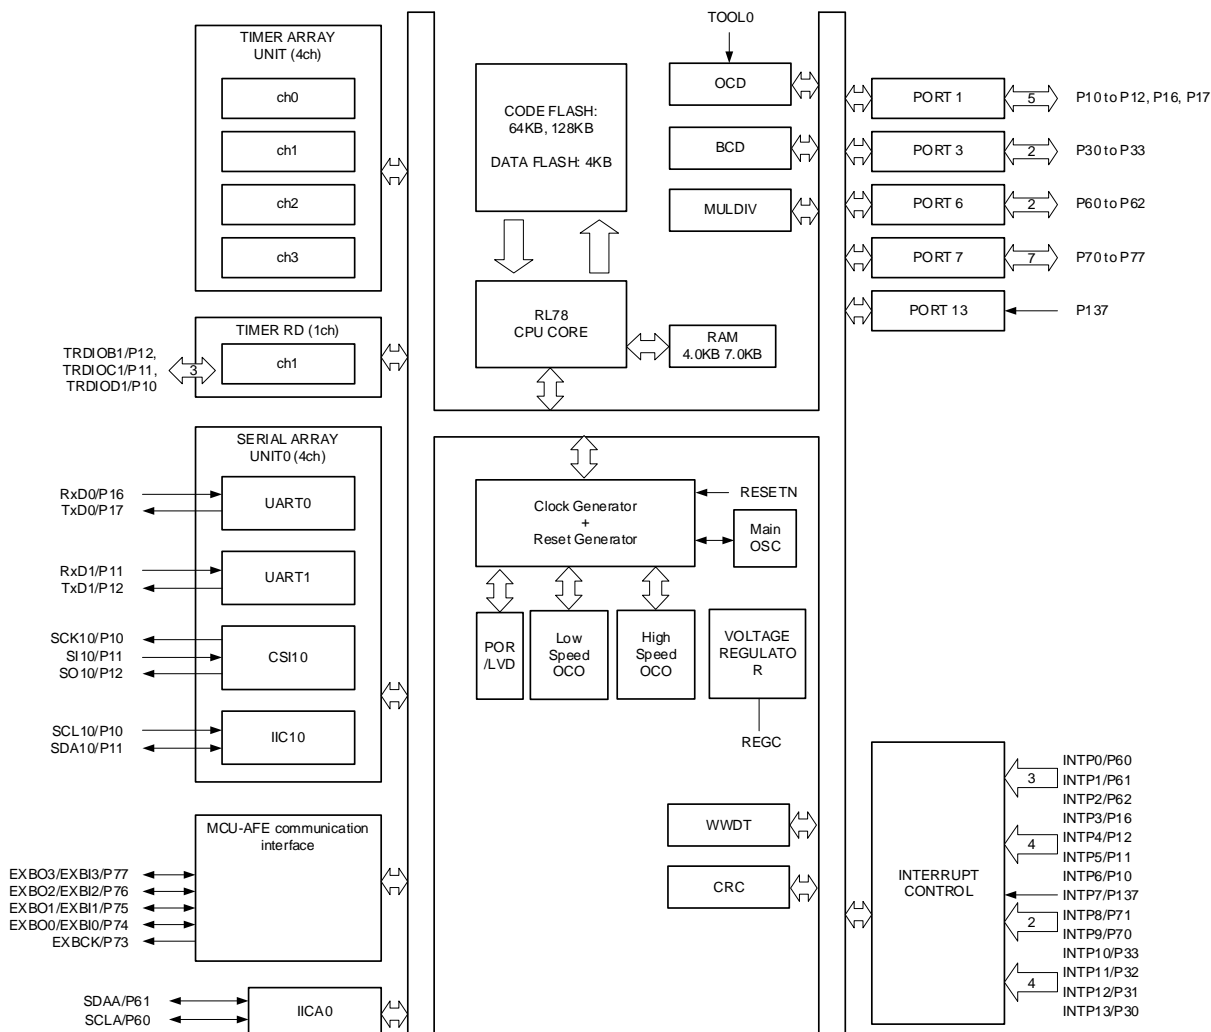 TIMER ARRAY
UNIT (4ch)
ch0
ch1
ch2
ch3
TIMER RD (1ch)
ch1
TRDIOB1/P12,
TRDIOC1/P11,
TRDIOD1/P10
3
SERIAL ARRAY
UNIT0 (4ch)
RxD0/P16
TxD0/P17
UART0
RxD1/P11
TxD1/P12
UART1
SCK10/P10
SI10/P11
SO10/P12
CSI10
SCL10/P10
SDA10/P11
IIC10
MCU-AFE communication
interface
EXBO3/EXBI3/P77
EXBO2/EXBI2/P76
EXBO1/EXBI1/P75
EXBO0/EXBI0/P74
EXBCK/P73
SDAA/P61
SCLA/P60
IICA0
CODE FLASH:
64KB, 128KB
DATA FLASH: 4KB
RL78
CPU CORE
RAM
4.0KB 7.0KB
TOOL0
OCD
BCD
MULDIV
Clock Generator
+
Reset Generator
RESETN
Main
OSC
POR
/LVD
Low
Speed
OCO
High
Speed
OCO
VOLTAGE
REGULATO
R
REGC
WWDT
CRC
PORT 1
5
P10 to P12, P16, P17
PORT 3
2
P30 to P33
PORT 6
2
P60 to P62
PORT 7
7
P70 to P77
PORT 13
P137
INTERRUPT
CONTROL
3
4
2
4
INTP0/P60
INTP1/P61
INTP2/P62
INTP3/P16
INTP4/P12
INTP5/P11
INTP6/P10
INTP7/P137
INTP8/P71
INTP9/P70
INTP10/P33
INTP11/P32
INTP12/P31
INTP13/P30